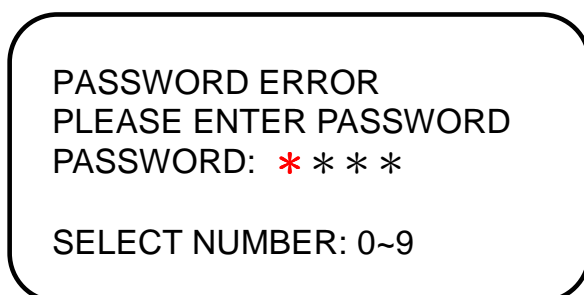 PASSWORD ERROR
PLEASE ENTER PASSWORD
PASSWORD: * * * *
SELECT NUMBER: 0~9